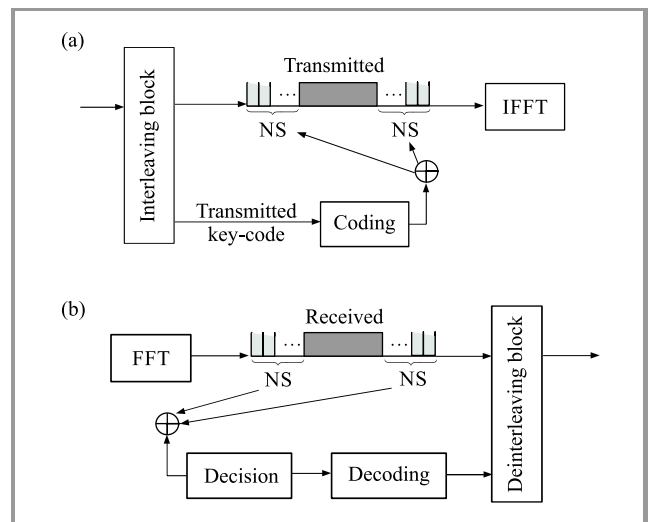 (a)
Transmitted
...
...
Interleaving block
NS
NS
IFFT
Transmitted
key-code
Coding
(b)
Received
...
...
FFT
NS
NS
Decision
Decoding
Deinterleaving block